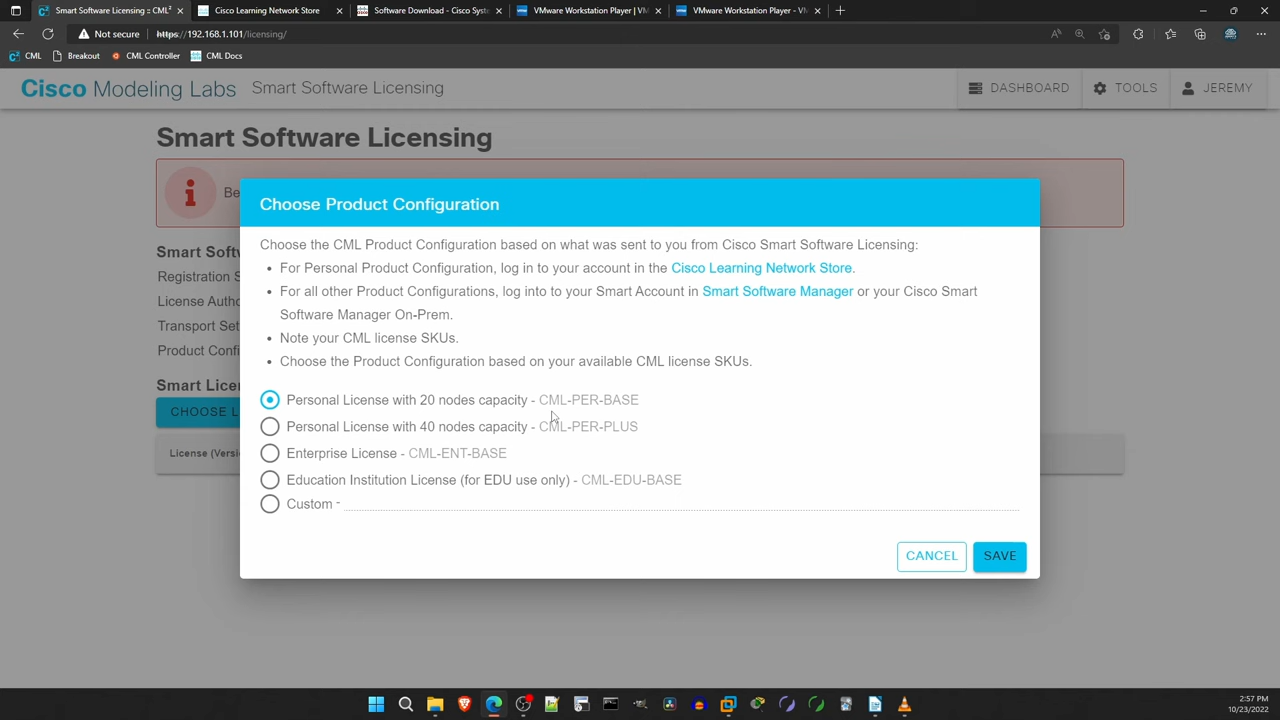 Smart Software Licensing :: CML²
Cisco Learning Network Store
Software Download - Cisco Syst
VMware Workstation Player | VM
VMware Workstation Player - VM
Not secure
https://192.168.1.101/licensing/
CML
Breakout
CML Controller
CML Docs
Cisco Modeling Labs
Smart Software Licensing
DASHBOARD
TOOLS
JEREMY
Smart Software Licensing
Be
Choose Product Configuration
Smart Softw
Registration S
License Autho
Transport Set
Product Confi
Choose the CML Product Configuration based on what was sent to you from Cisco Smart Software Licensing:
• For Personal Product Configuration, log in to your account in the Cisco Learning Network Store.
• For all other Product Configurations, log into to your Smart Account in Smart Software Manager or your Cisco Smart
Software Manager On-Prem.
• Note your CML license SKUs.
• Choose the Product Configuration based on your available CML license SKUs.
Smart Licen
CHOOSE L
License (Versi
Personal License with 20 nodes capacity - CML-PER-BASE
Personal License with 40 nodes capacity - CML-PER-PLUS
Enterprise License - CML-ENT-BASE
Education Institution License (for EDU use only) - CML-EDU-BASE
Custom -
CANCEL
SAVE
2:57 PM
10/23/2022